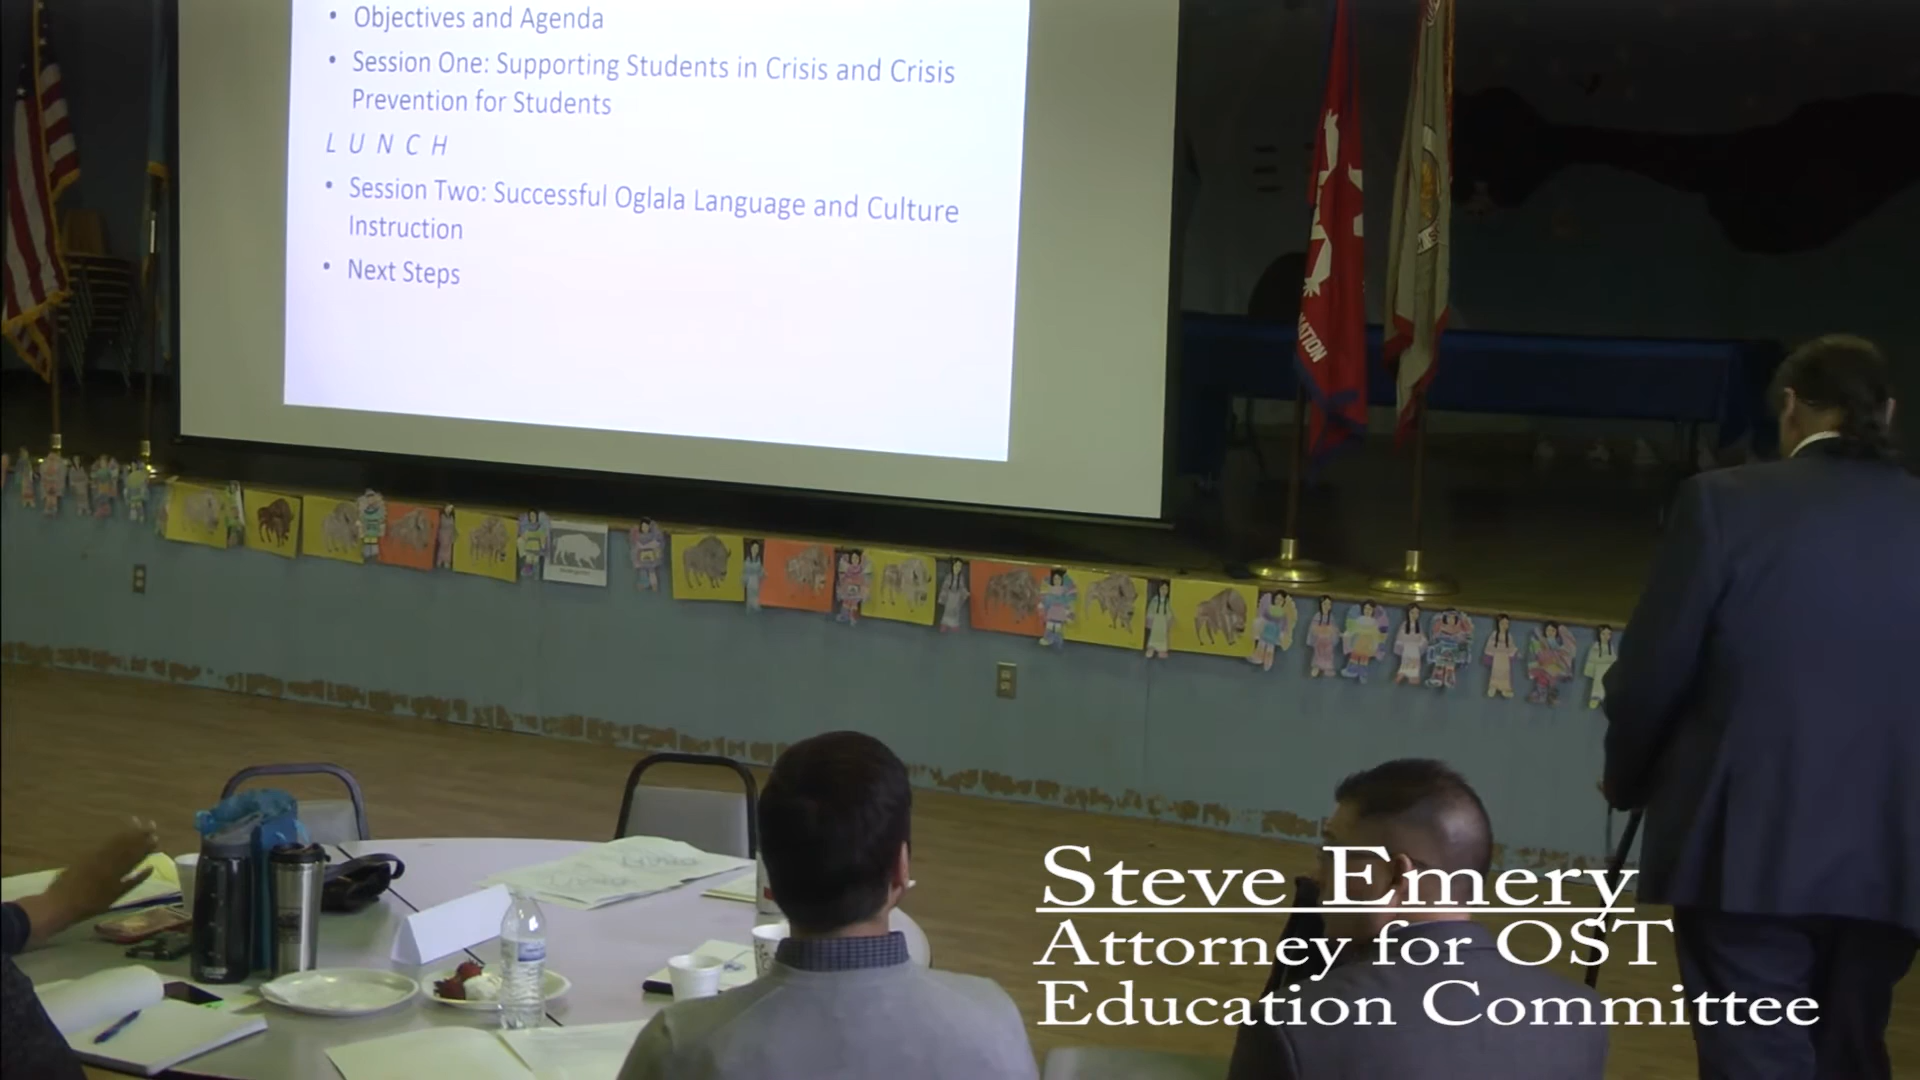 • Objectives and Agenda
• Session One: Supporting Students in Crisis and Crisis
Prevention for Students
L U N C H
• Session Two: Successful Oglala Language and Culture
Instruction
• Next Steps
NATION
Steve Emery
Attorney for OST
Education Committee